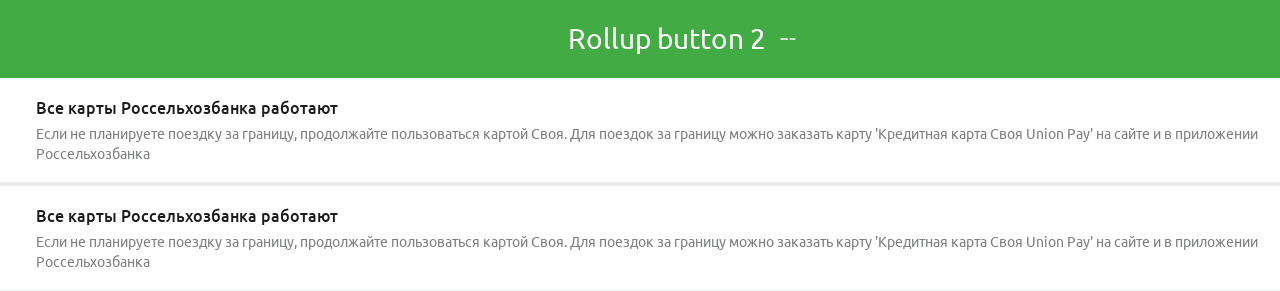 Rollup button 2 --
Все карты Россельхозбанка работают
Если не планируете поездку за границу, продолжайте пользоваться картой Своя. Для поездок за границу можно заказать карту 'Кредитная карта Своя Union Pay' на сайте и в приложении
Россельхозбанка
Все карты Россельхозбанка работают
Если не планируете поездку за границу, продолжайте пользоваться картой Своя. Для поездок за границу можно заказать карту 'Кредитная карта Своя Union Pay' на сайте и в приложении
Россельхозбанка